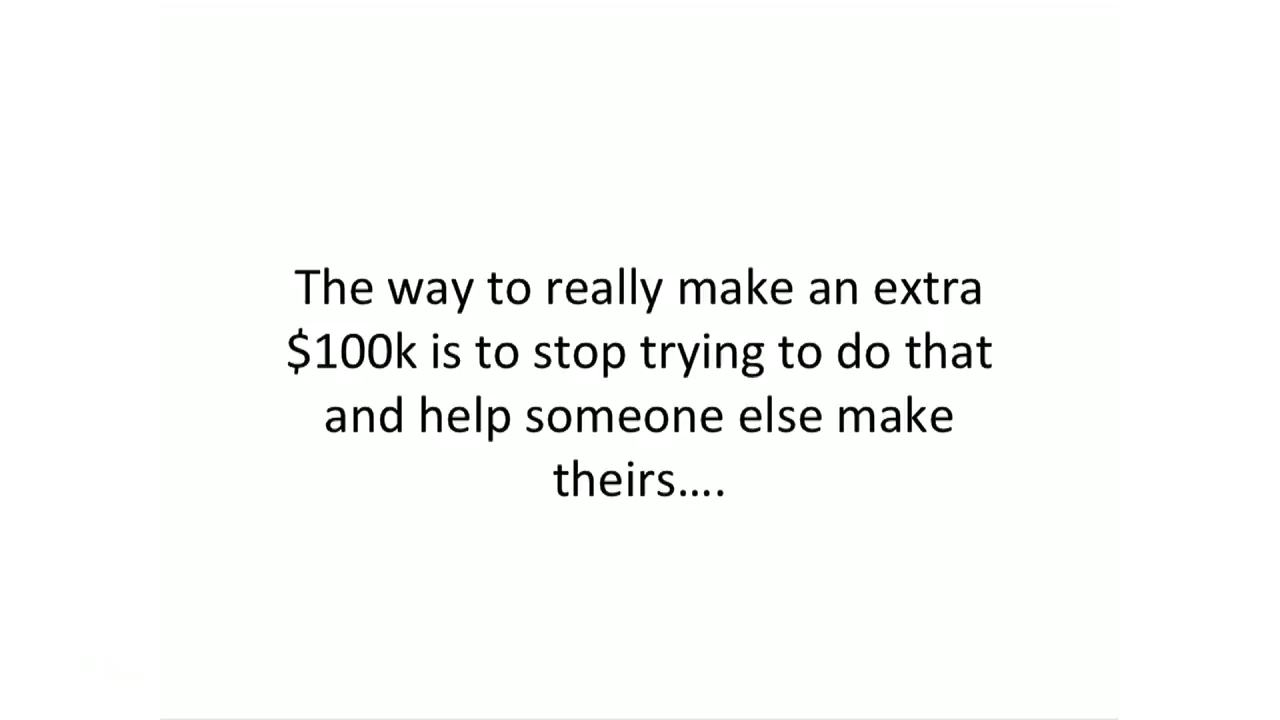 The way to really make an extra
$100k is to stop trying to do that
and help someone else make
theirs....